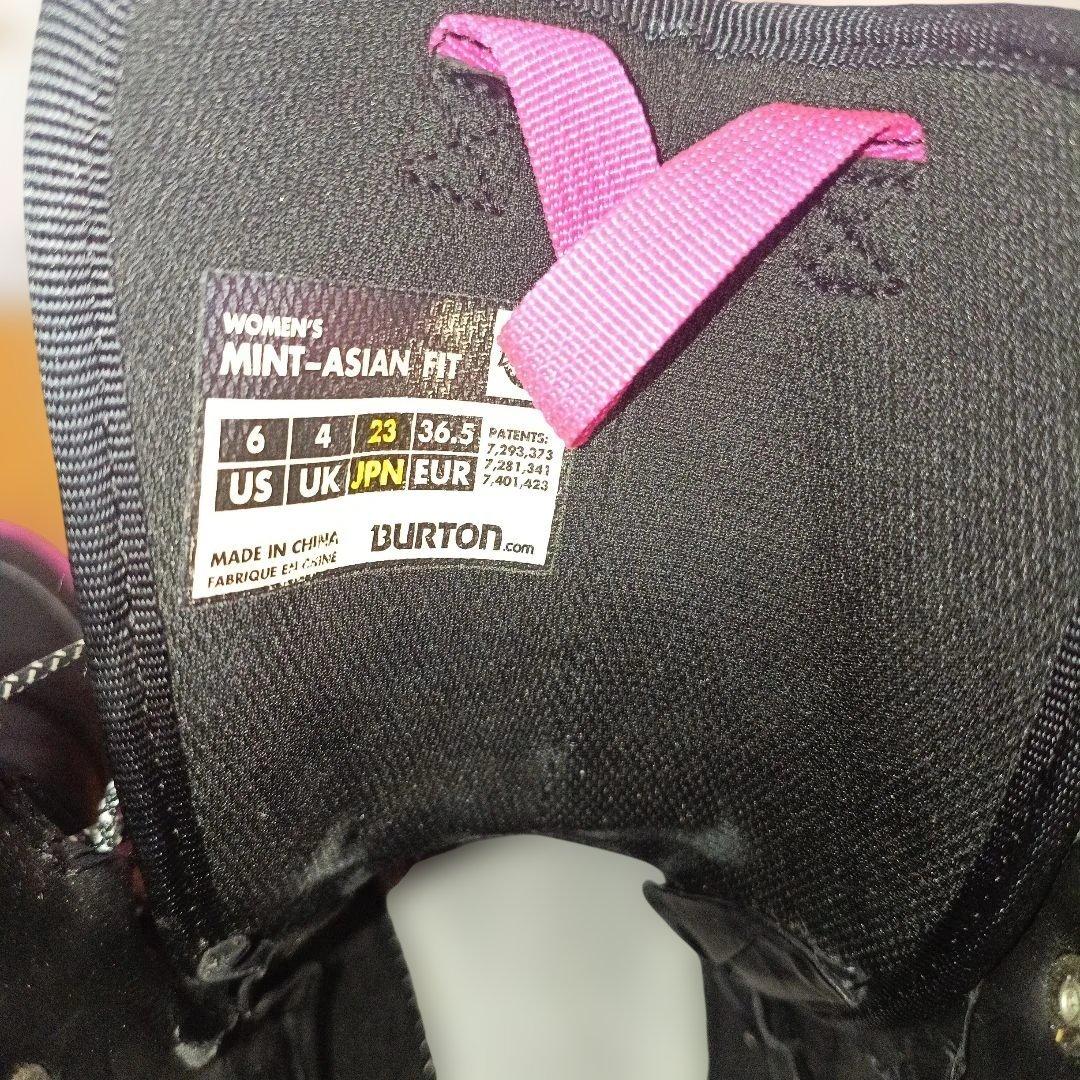 WOMEN'S
MINT-ASIAN FIT
6 4 23 36.5
US UK JPN EUR
PATENTS:
7,293,373
7,281,341
7,401,423
MADE IN CHINA
FABRIQUE EN CHINE
BURTON.com